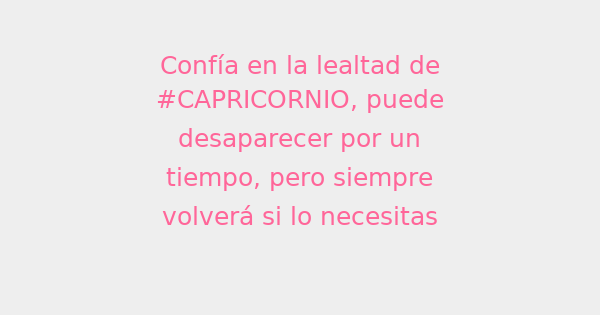 Confía en la lealtad de
#CAPRICORNIO, puede
desaparecer por un
tiempo, pero siempre
volverá si lo necesitas